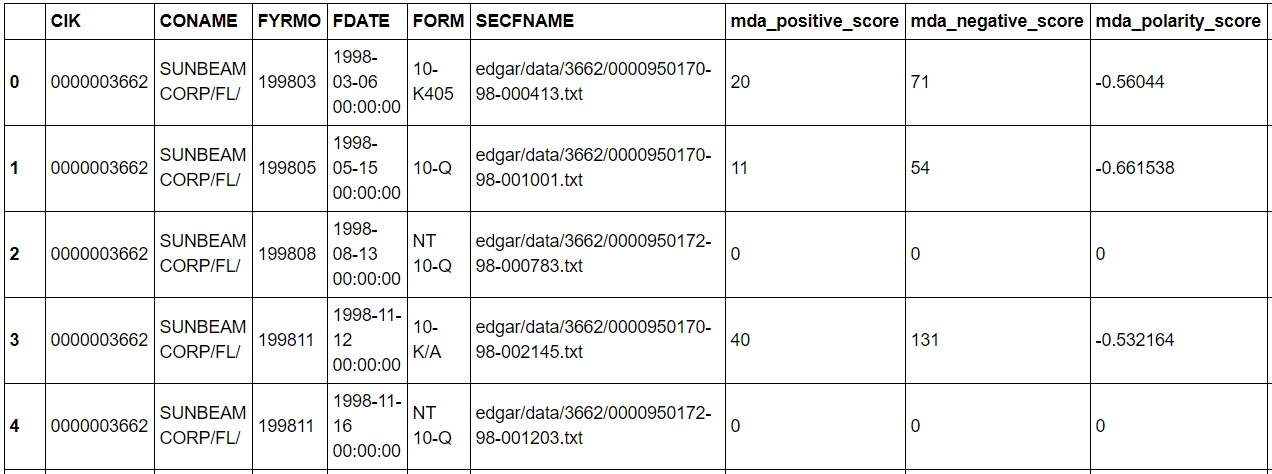 CIK CONAME FYRMO FDATE FORM SECFNAME mda_positive_score mda_negative_score mda_polarity_score
0 0000003662 SUNBEAM CORP/FL/ 199803 1998-03-06 00:00:00 10-K405 edgar/data/3662/0000950170-98-000413.txt 20 71 -0.56044
1 0000003662 SUNBEAM CORP/FL/ 199805 1998-05-15 00:00:00 10-Q edgar/data/3662/0000950170-98-001001.txt 11 54 -0.661538
2 0000003662 SUNBEAM CORP/FL/ 199808 1998-08-13 00:00:00 NT 10-Q edgar/data/3662/0000950172-98-000783.txt 0 0 0
3 0000003662 SUNBEAM CORP/FL/ 199811 1998-11-12 00:00:00 10-K/A edgar/data/3662/0000950170-98-002145.txt 40 131 -0.532164
4 0000003662 SUNBEAM CORP/FL/ 199811 1998-11-16 00:00:00 NT 10-Q edgar/data/3662/0000950172-98-001203.txt 0 0 0